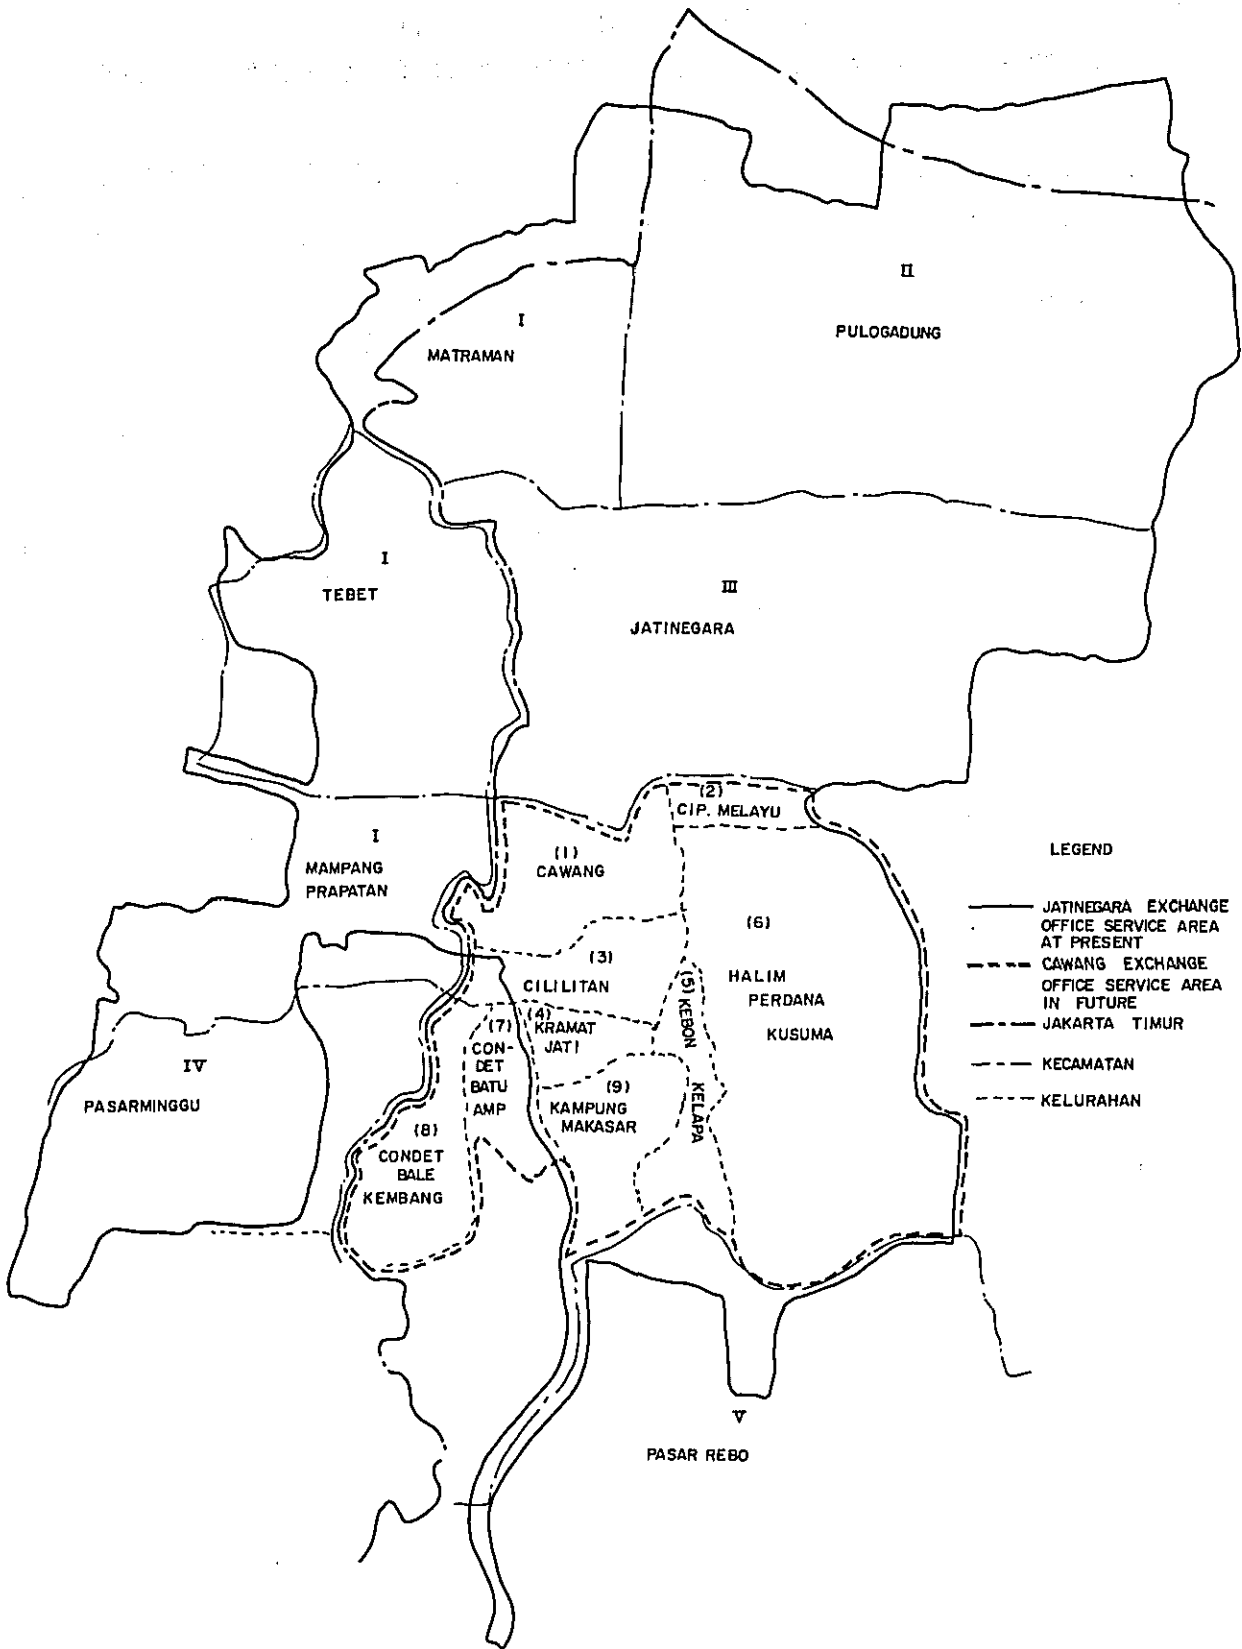 II
PULOGADUNG
I
MATRAMAN
I
TEBET
III
JATINEGARA
(2)
CIP. MELAYU
I
MAMPANG
PRAPATAN
(1)
CAWANG
(6)
HALIM
PERDANA
KUSUMA
(3)
CILILITAN
(5) KEBON
KELAPA
(4)
KRAMAT
JATI
(7)
CON-
DET
BATU
AMP
(9)
KAMPUNG
MAKASAR
IV
PASARMINGGU
(8)
CONDET
BALE
KEMBANG
V
PASAR REBO
LEGEND
JATINEGARA EXCHANGE
OFFICE SERVICE AREA
AT PRESENT
CAWANG EXCHANGE
OFFICE SERVICE AREA
IN FUTURE
JAKARTA TIMUR
KECAMATAN
KELURAHAN